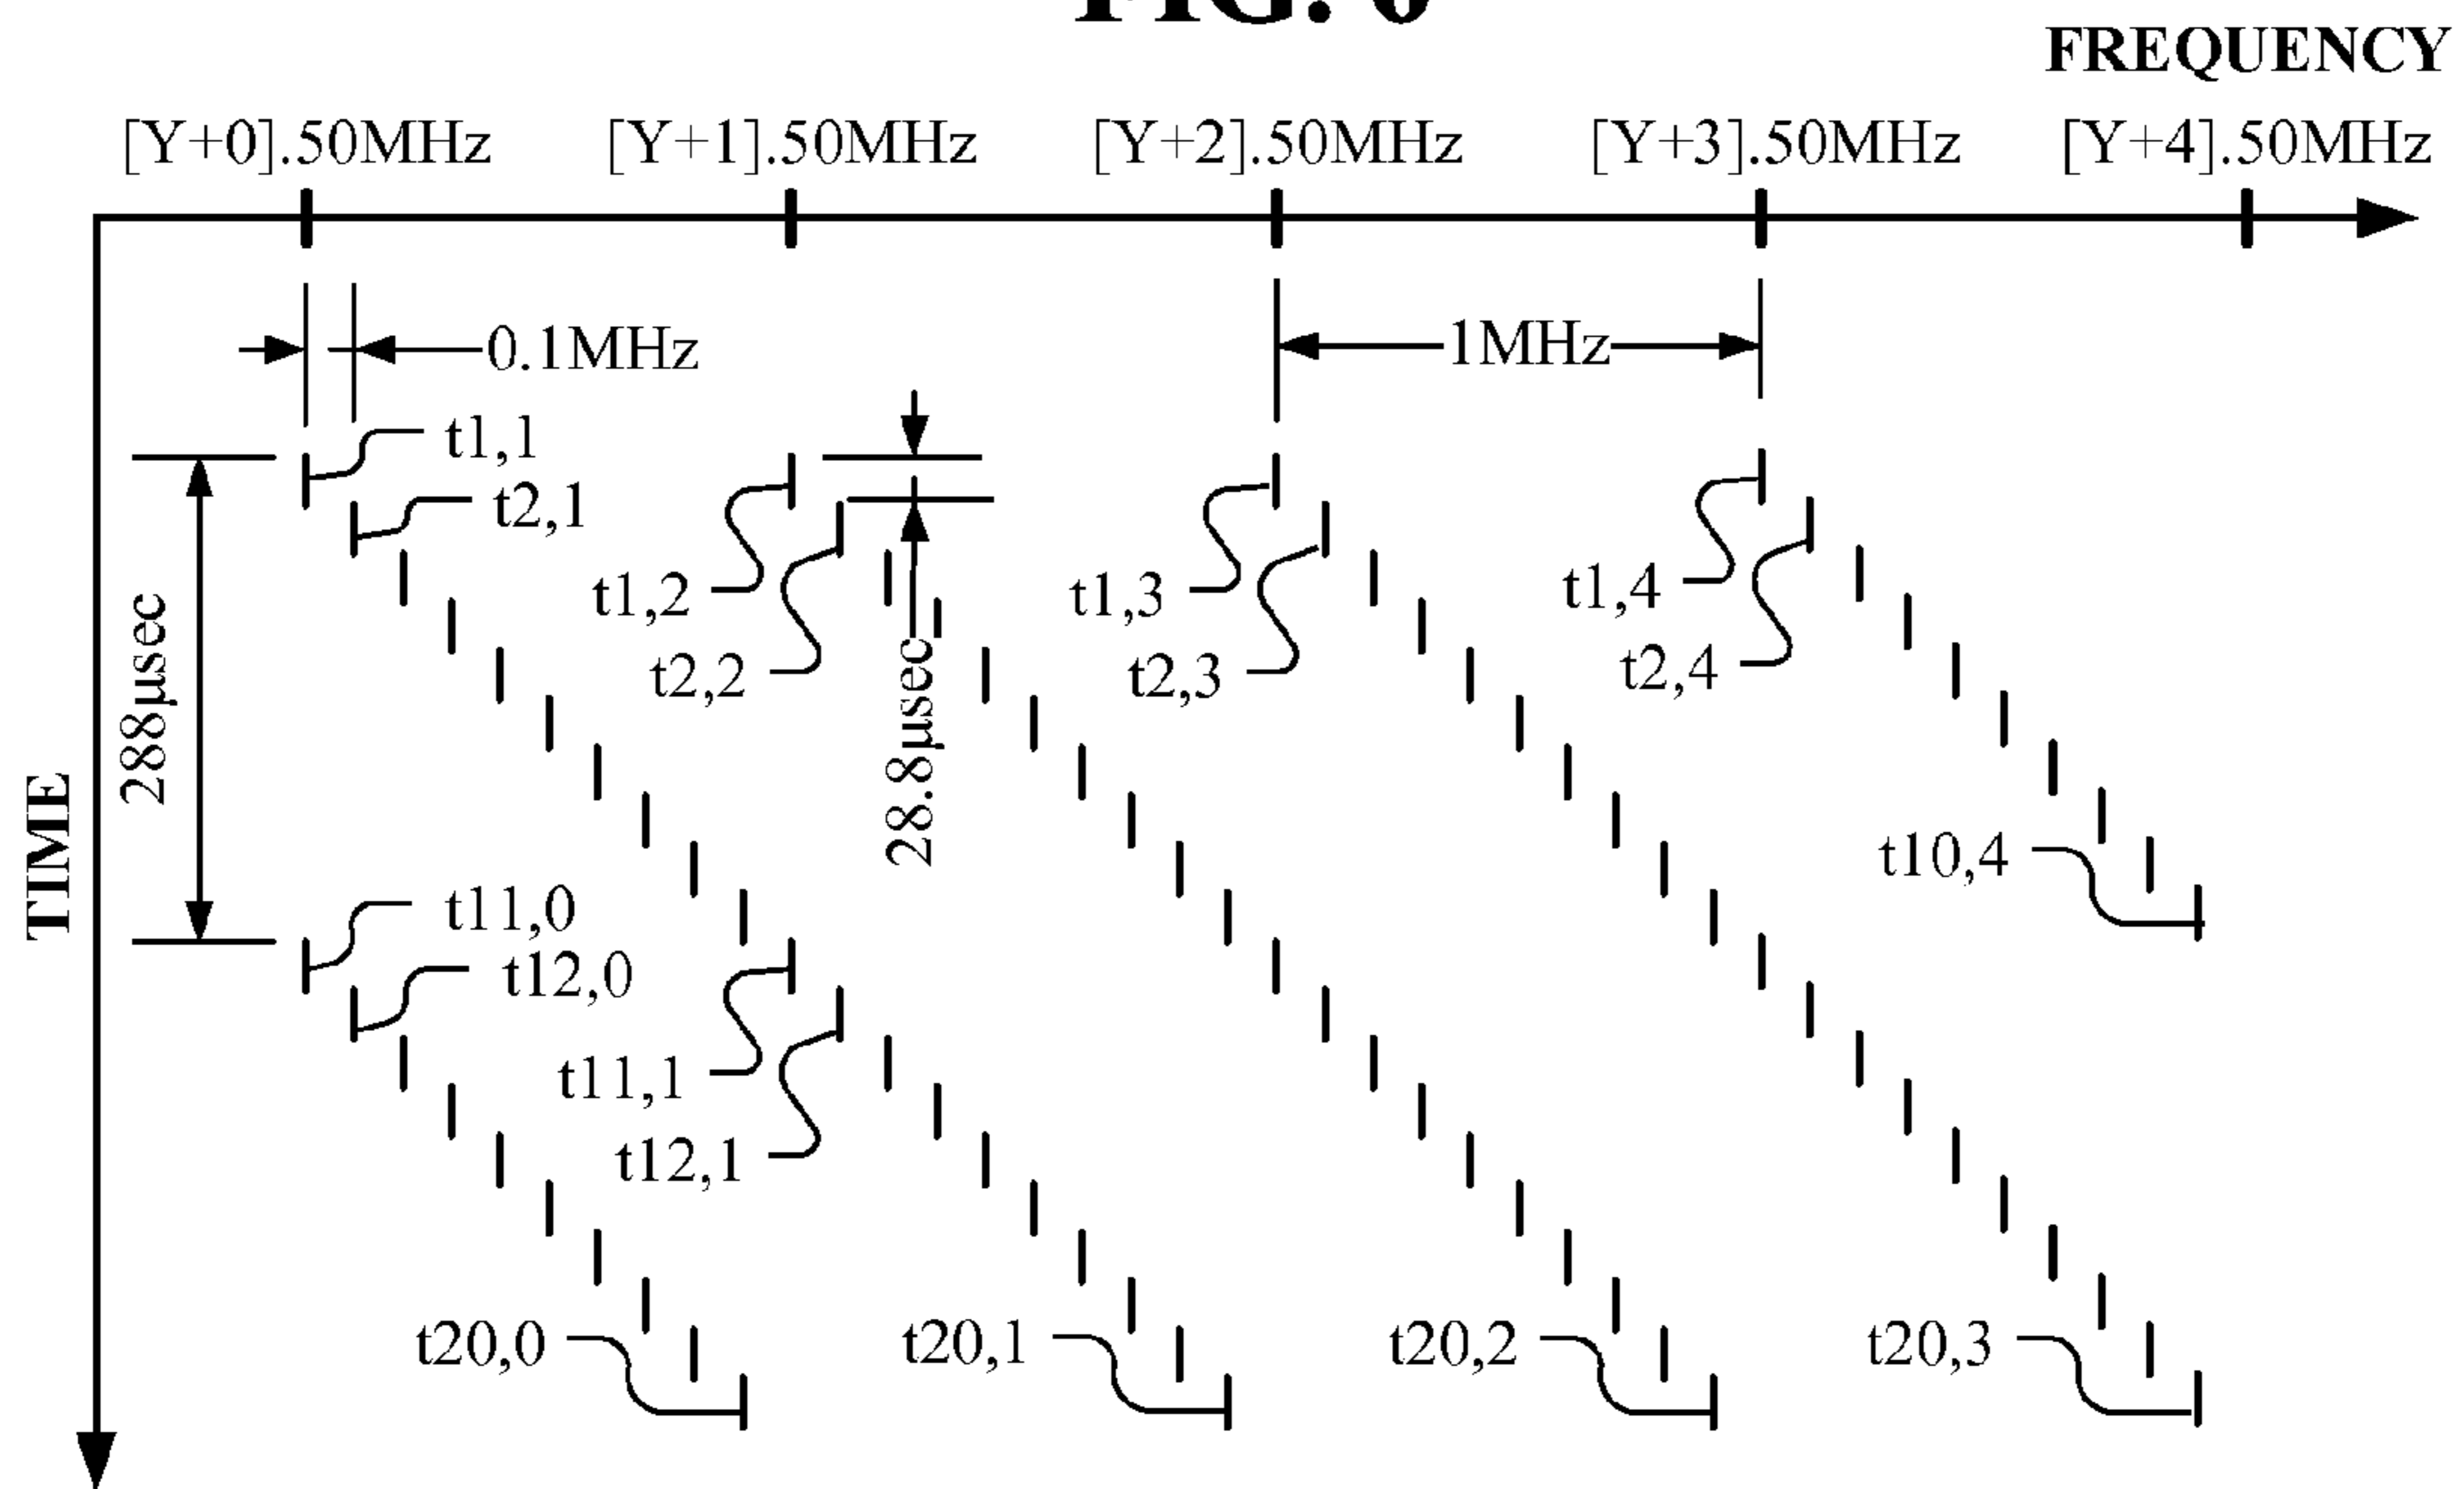 FREQUENCY
[Y+0].50MHz [Y+1].50MHz [Y+2].50MHz [Y+3].50MHz [Y+4].50MHz
0.1MHz
1MHz
t1,1
t2,1
t1,2
t2,2
t1,3
t2,3
t1,4
t2,4
288µsec
28.8µsec
TIME
t10,4
t11,0
t12,0
t11,1
t12,1
t20,0
t20,1
t20,2
t20,3